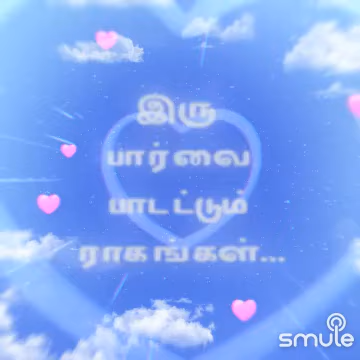 இரு
பார்வை
பாடட்டும்
ராகங்கள்...
smule